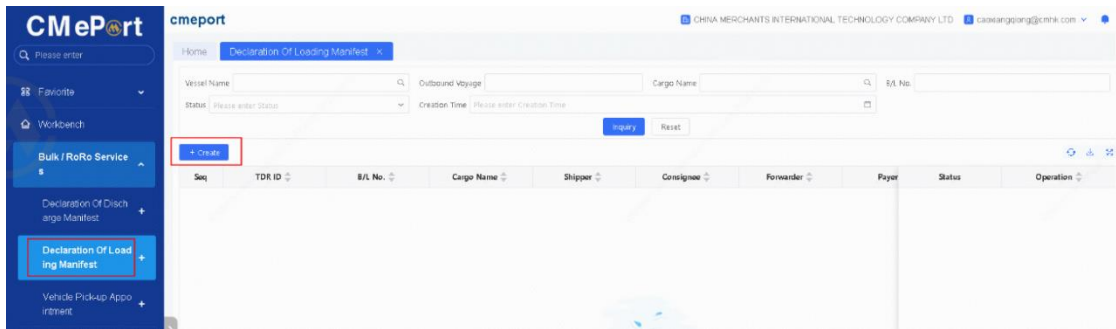 CMePort
cmeport
CHINA MERCHANTS INTERNATIONAL TECHNOLOGY COMPANY LTD
Please enter
Home
Declaration Of Loading Manifest ×
Vessel Name
Outbound Voyage
Cargo Name
B/L No.
Favorite
Status Please enter Status
Creation Time Please enter Creation Time
Workbench
Inquiry
Reset
Bulk / RoRo Service
s
+ Create
Seq
TDR ID
B/L No.
Cargo Name
Shipper
Consignee
Forwarder
Payer
Status
Operation
Declaration Of Disch
arge Manifest +
Declaration Of Load
ing Manifest +
Vehicle Pick-up Appo
intment +